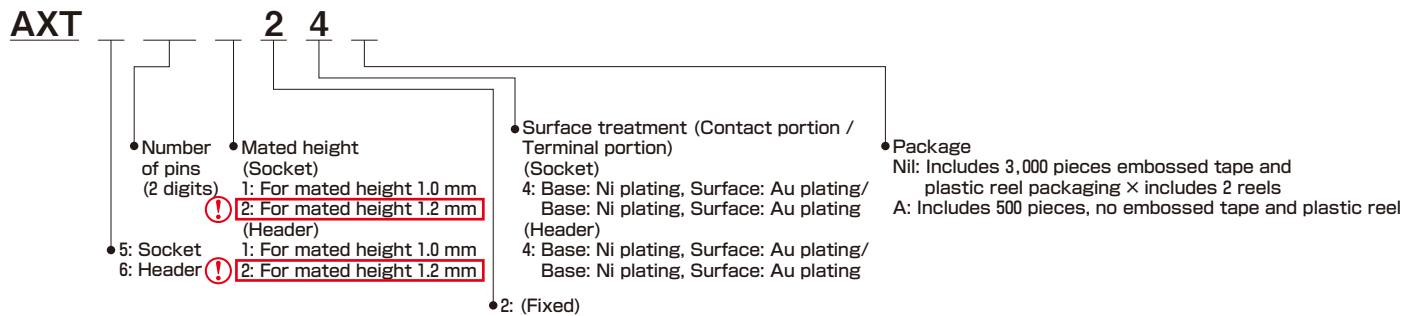 AXT 2 4
Number
of pins
(2 digits)
Mated height
(Socket)
1: For mated height 1.0 mm
! 2: For mated height 1.2 mm
(Header)
1: For mated height 1.0 mm
! 2: For mated height 1.2 mm
5: Socket
6: Header
2: (Fixed)
Surface treatment (Contact portion /
Terminal portion)
(Socket)
4: Base: Ni plating, Surface: Au plating/
Base: Ni plating, Surface: Au plating
(Header)
4: Base: Ni plating, Surface: Au plating/
Base: Ni plating, Surface: Au plating
Package
Nil: Includes 3,000 pieces embossed tape and
plastic reel packaging × includes 2 reels
A: Includes 500 pieces, no embossed tape and plastic reel